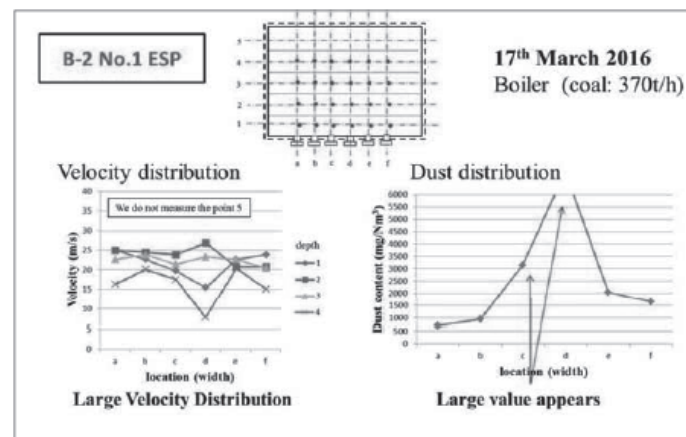 B-2 No.1 ESP
17th March 2016
Boiler (coal: 370t/h)
5
4
3
2
1
a b c d e f
Velocity distribution
Dust distribution
We do not measure the point 5
Velocity (m/s)
40
35
30
25
20
15
10
5
0
a b c d e f
location (width)
depth
1
2
3
4
Large Velocity Distribution
Dust content (mg/Nm³)
6000
5500
5000
4500
4000
3500
3000
2500
2000
1500
1000
500
0
a b c d e f
location (width)
Large value appears